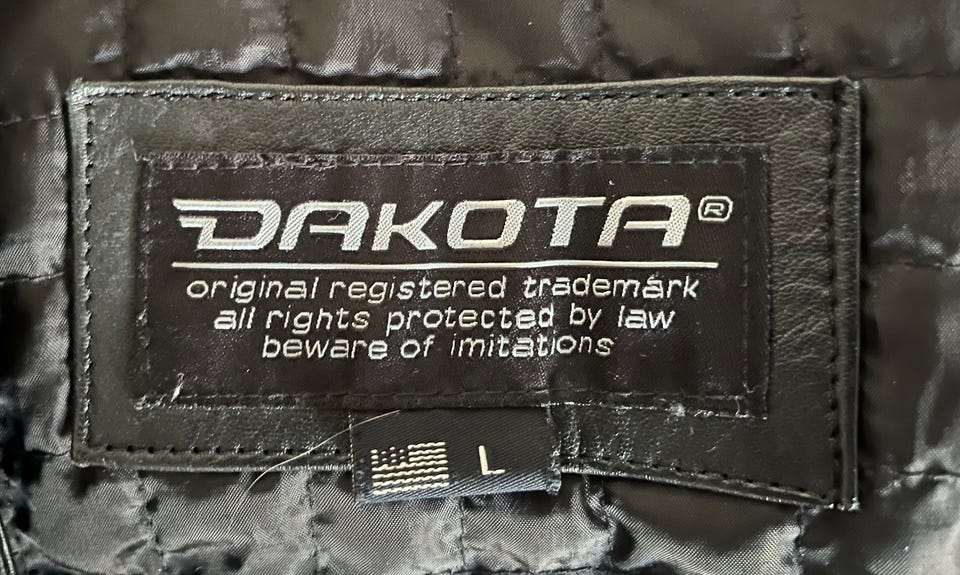 DAKOTA®
original registered trademark
all rights protected by law
beware of imitations
L